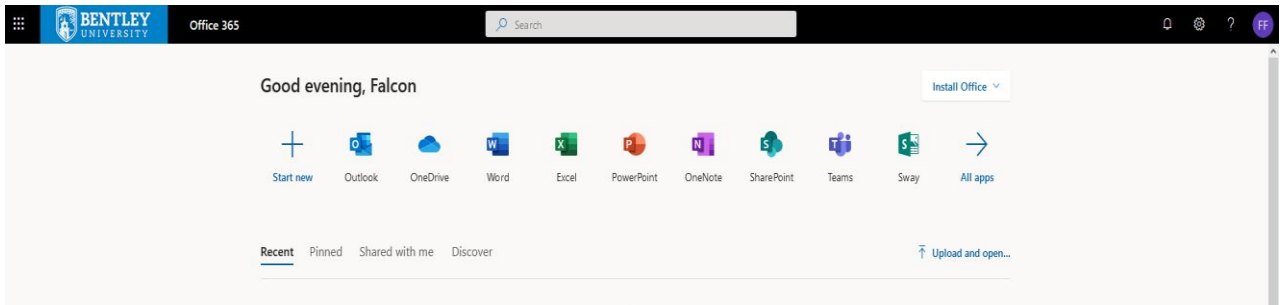 BENTLEY
UNIVERSITY
Office 365
Search
?
FF
Good evening, Falcon
Install Office
O
W
X
P
N
S
T
S
Start new
Outlook
OneDrive
Word
Excel
PowerPoint
OneNote
SharePoint
Teams
Sway
All apps
Recent
Pinned
Shared with me
Discover
Upload and open...